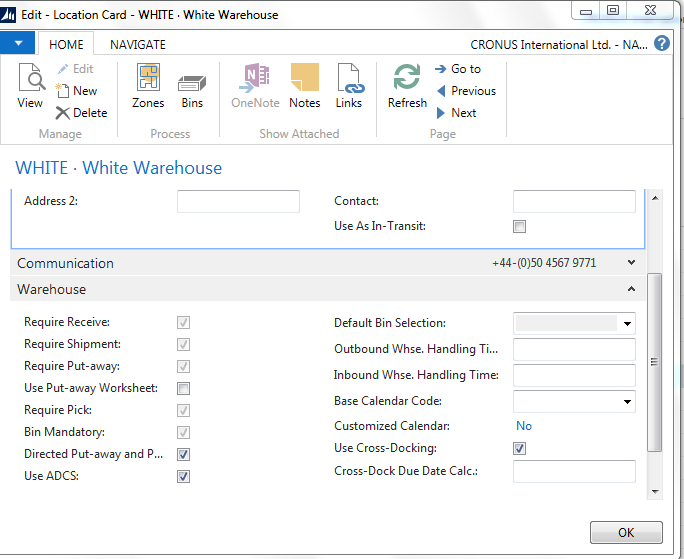 Edit - Location Card - WHITE · White Warehouse
HOME NAVIGATE CRONUS International Ltd. - NA... ?
View Edit New Delete Zones Bins OneNote Notes Links Refresh Go to Previous Next
Manage Process Show Attached Page
WHITE · White Warehouse
Address 2: Contact:
Use As In-Transit:
Communication +44-(0)50 4567 9771
Warehouse
Require Receive: Default Bin Selection:
Require Shipment: Outbound Whse. Handling Ti...
Require Put-away: Inbound Whse. Handling Time:
Use Put-away Worksheet: Base Calendar Code:
Require Pick: Customized Calendar: No
Bin Mandatory: Use Cross-Docking:
Directed Put-away and P... Cross-Dock Due Date Calc.:
Use ADCS:
OK